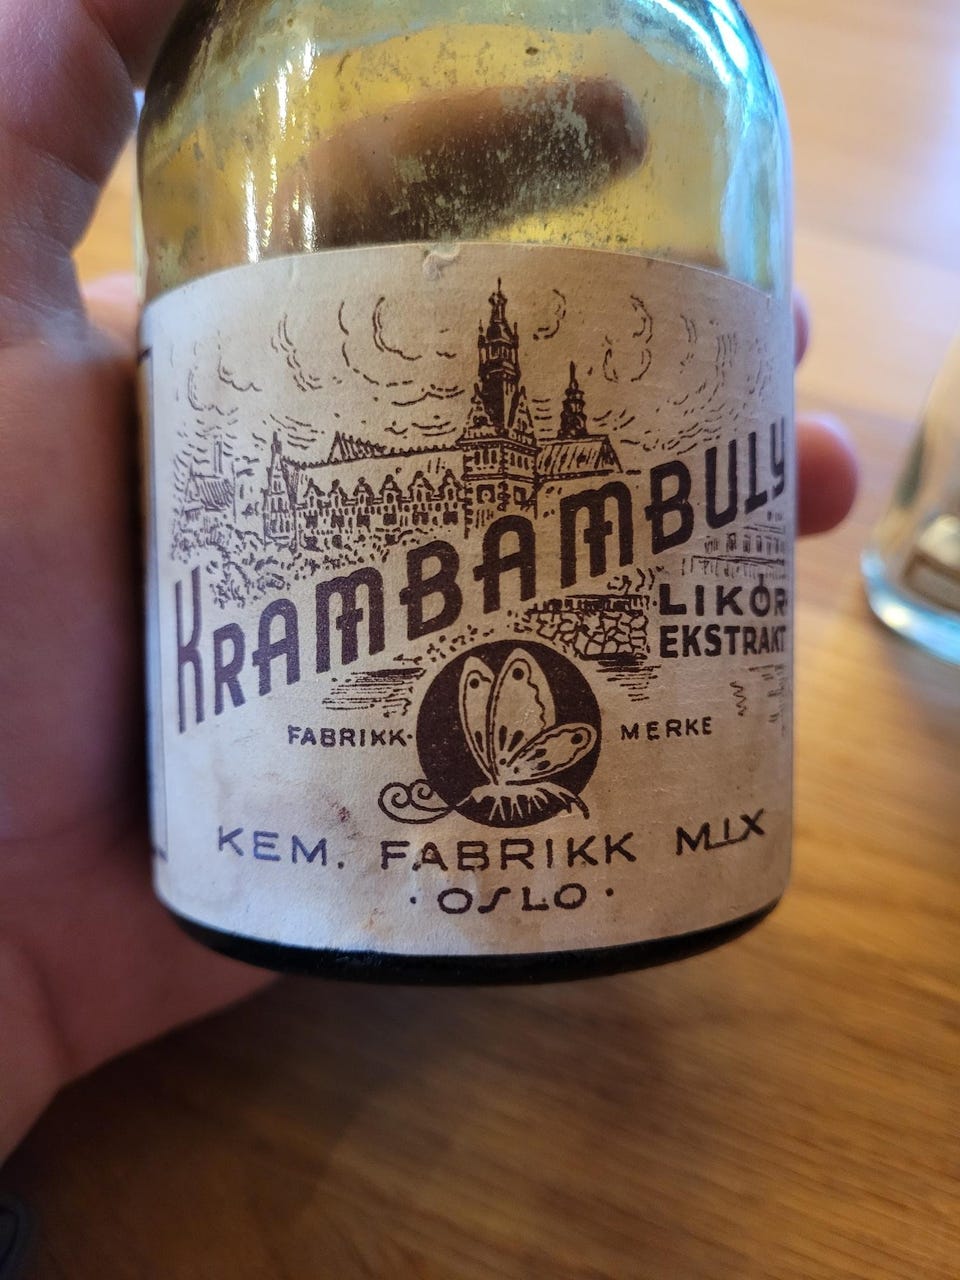 KRAMBAMBULY
LIKØR-
EKSTRAKT
FABRIKK- MERKE
KEM. FABRIKK MIX
· OSLO ·